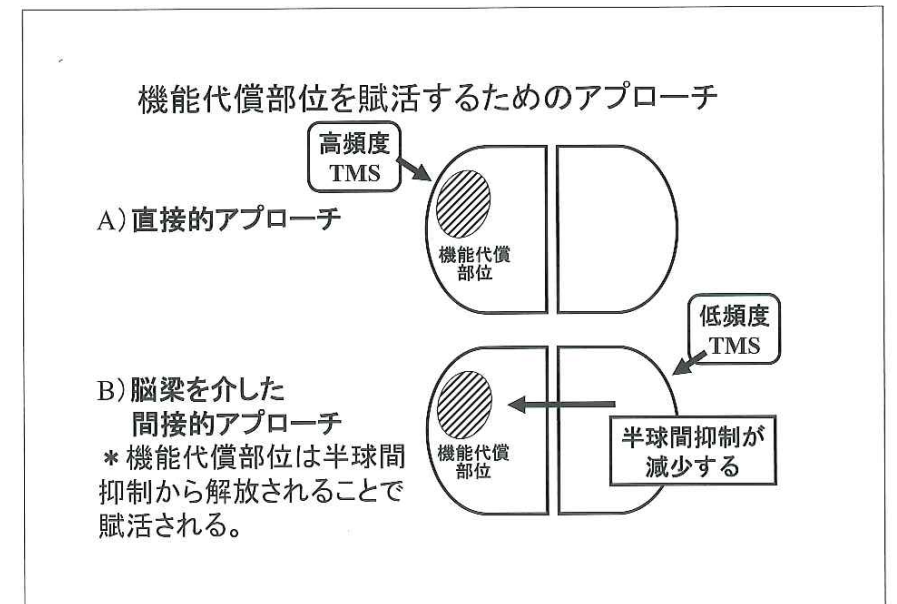 機能代償部位を賦活するためのアプローチ
高頻度
TMS
A)直接的アプローチ
機能代償
部位
低頻度
TMS
B)脳梁を介した
間接的アプローチ
＊機能代償部位は半球間
抑制から解放されることで
賦活される。
機能代償
部位
半球間抑制が
減少する